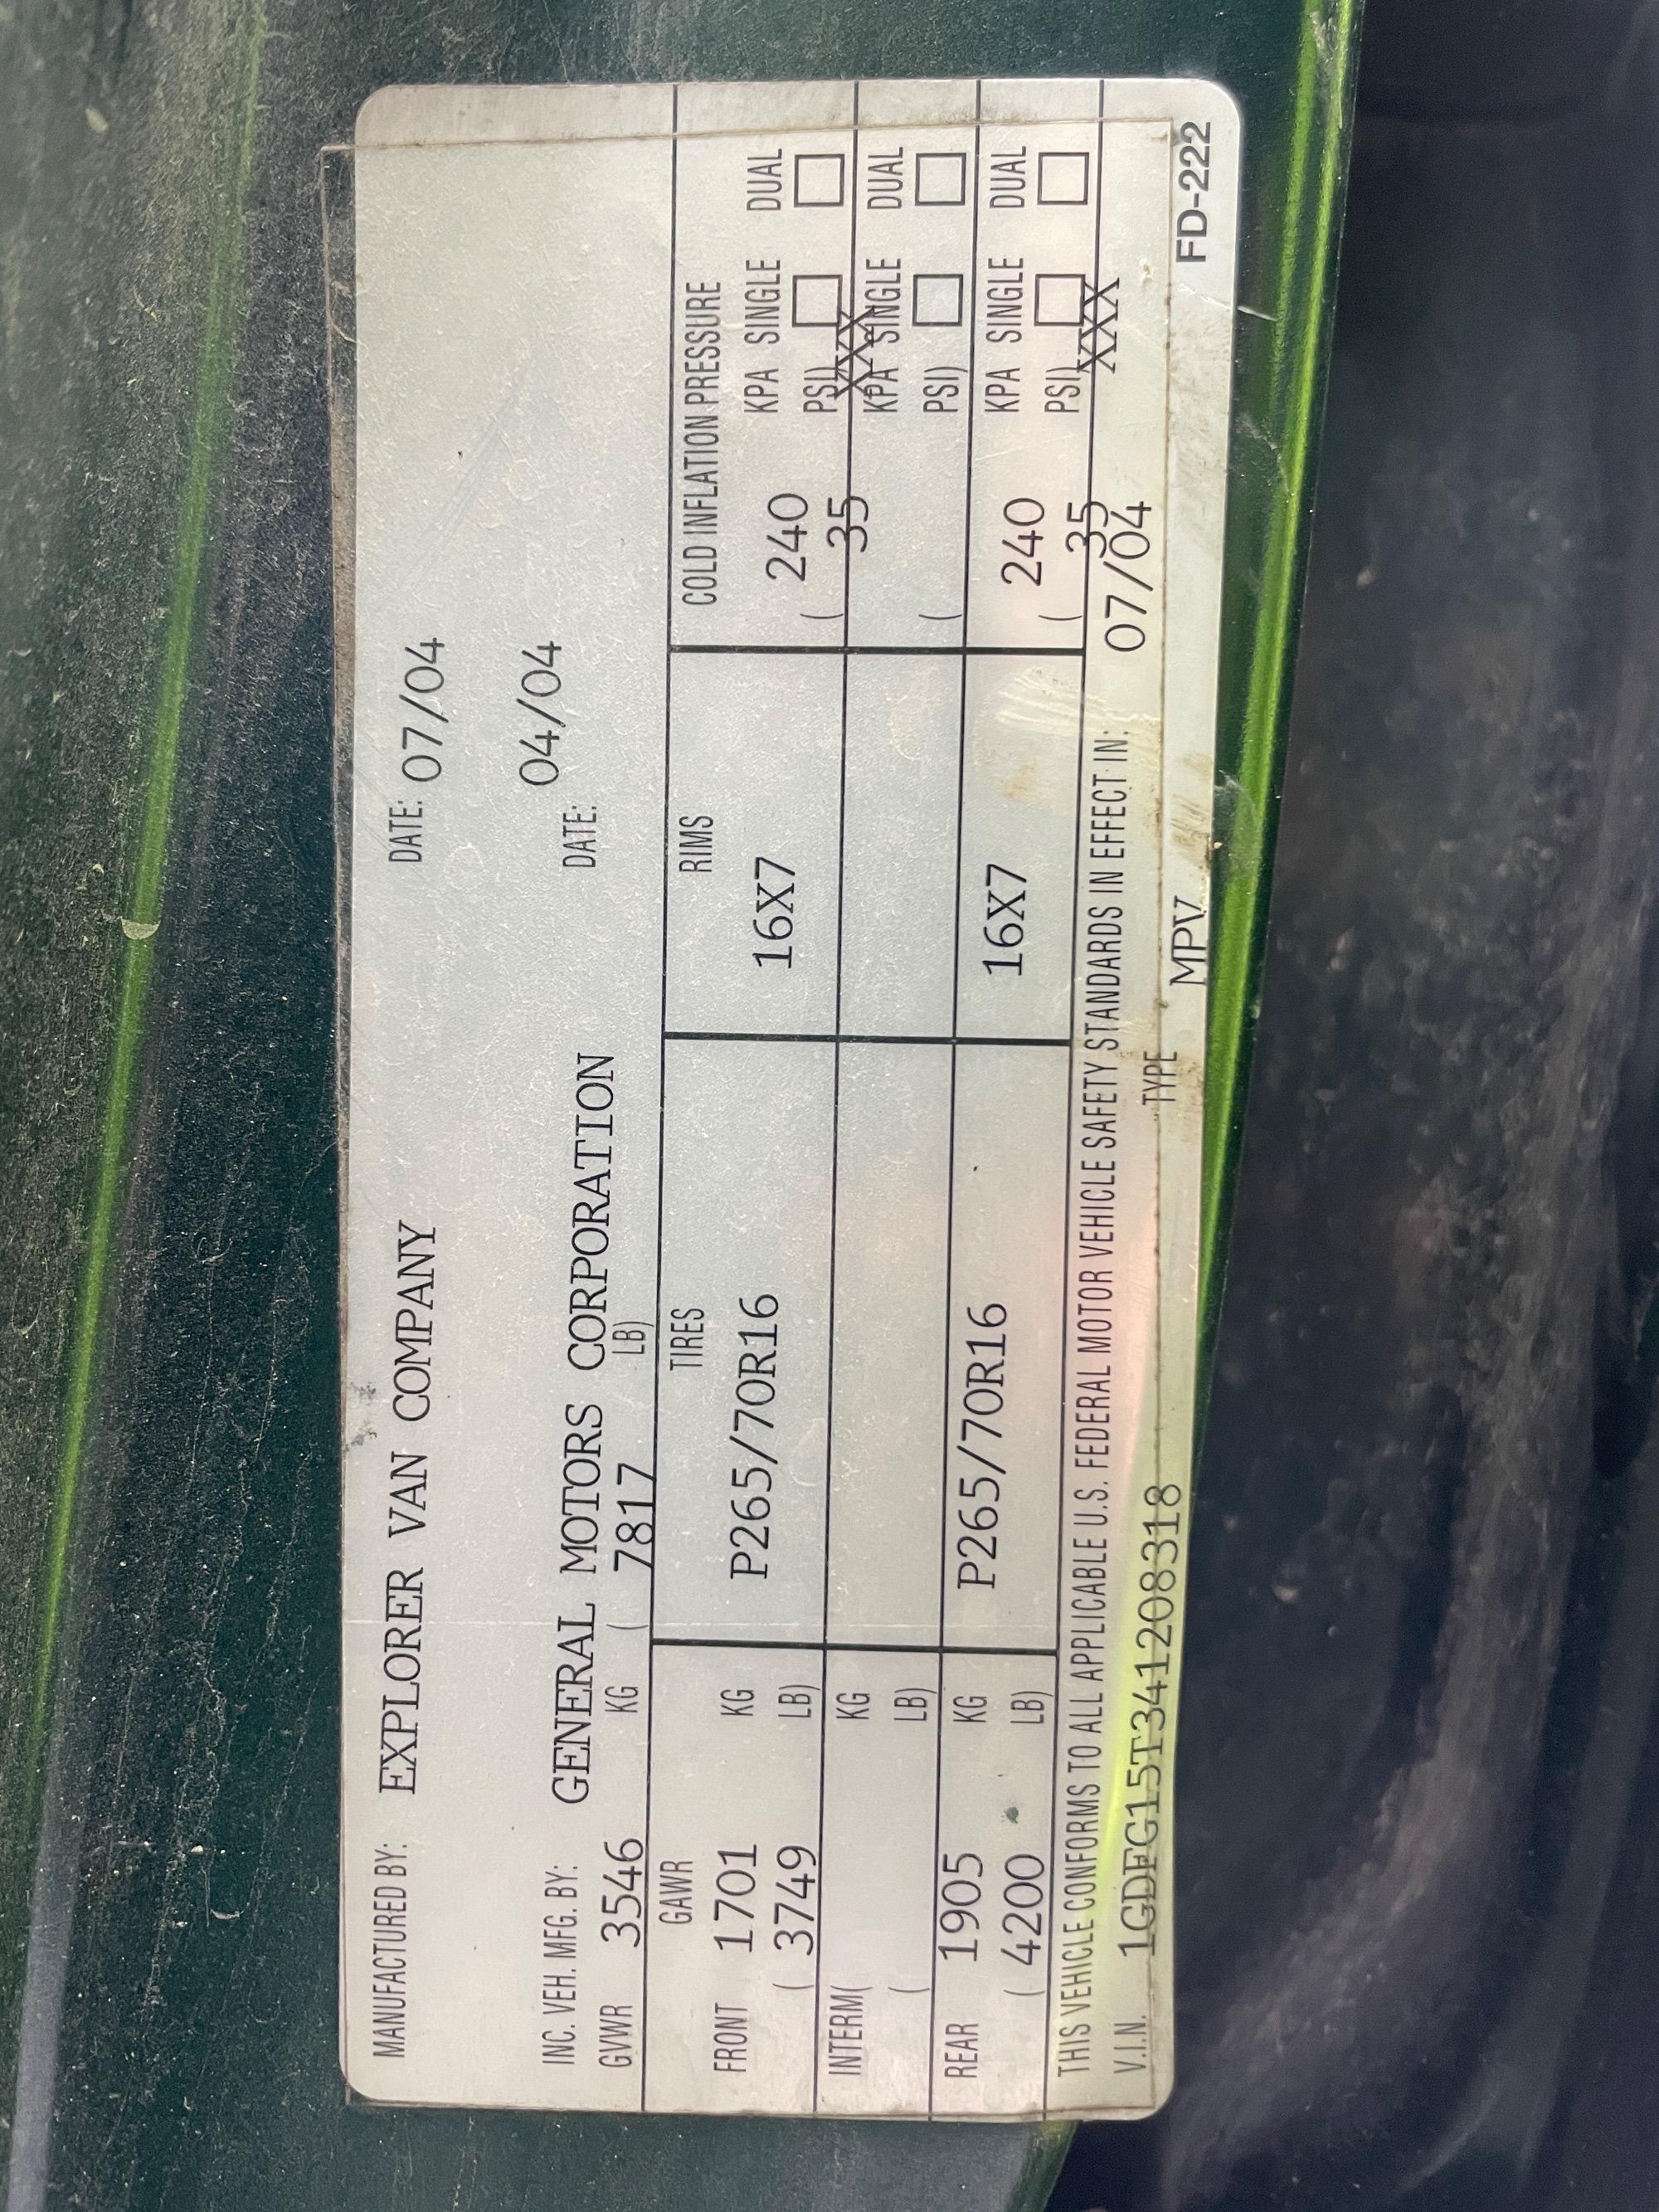 MANUFACTURED BY: EXPLORER VAN COMPANY DATE: 07/04
INC. VEH. MFG. BY: GENERAL MOTORS CORPORATION DATE: 04/04
GVWR 3546 KG ( 7817 LB)
GAWR TIRES RIMS COLD INFLATION PRESSURE
FRONT 1701 KG P265/70R16 16X7 240 KPA SINGLE DUAL
( 3749 LB) ( 35 PSI) XXX
INTERM( KG KPA SINGLE DUAL
( LB) ( PSI)
REAR 1905 KG P265/70R16 16X7 240 KPA SINGLE DUAL
( 4200 LB) ( 35 PSI) XXX
THIS VEHICLE CONFORMS TO ALL APPLICABLE U.S. FEDERAL MOTOR VEHICLE SAFETY STANDARDS IN EFFECT IN: 07/04
V.I.N. 1GDFG15T341208318 TYPE MPV FD-222